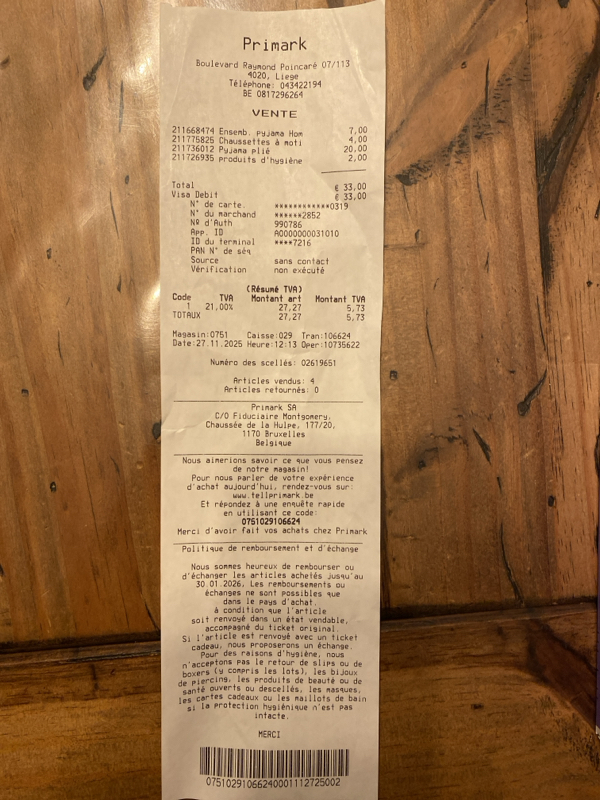 Primark
Boulevard Raymond Poincaré 07/113
4020, Liege
Téléphone: 043422194
BE 0817296264
VENTE
211668474 Ensemb. pyjama Hom 7,00
211775825 Chaussettes à moti 4,00
211736012 Pyjama plié 20,00
211726935 produits d'hygiène 2,00
Total € 33,00
Visa Debit € 33,00
N° de carte. ************0319
N° du marchand ******2852
Nº d'Auth 990786
App. ID A0000000031010
ID du terminal ****7216
PAN N° de séq
Source sans contact
Vérification non exécuté
(Résumé TVA)
Code TVA Montant art Montant TVA
1 21,00% 27,27 5,73
TOTAUX 27,27 5,73
Magasin:0751 Caisse:029 Tran:106624
Date:27.11.2025 Heure:12:13 Oper:10735622
Numéro des scellés: 02619651
Articles vendus: 4
Articles retournés: 0
Primark SA
C/O Fiduciaire Montgomery,
Chaussée de la Hulpe, 177/20,
1170 Bruxelles
Belgique
Nous aimerions savoir ce que vous pensez
de notre magasin!
Pour nous parler de votre expérience
d'achat aujourd'hui, rendez-vous sur:
www.tellprimark.be
Et répondez à une enquête rapide
en utilisant ce code:
0751029106624
Merci d'avoir fait vos achats chez Primark
Politique de remboursement et d'échange
Nous sommes heureux de rembourser ou
d'échanger les articles achetés jusqu'au
30.01.2026. Les remboursements ou
échanges ne sont possibles que
dans le pays d'achat.
à condition que l'article
soit renvoyé dans un état vendable,
accompagné du ticket original.
Si l'article est renvoyé avec un ticket
cadeau, nous proposerons un échange.
Pour des raisons d'hygiène, nous
n'acceptons pas le retour de slips ou de
boxers (y compris les lots), les bijoux
de piercing, les produits de beauté ou de
santé ouverts ou descellés, les masques,
les cartes cadeaux ou les maillots de bain
si la protection hygiénique n'est pas
intacte.
MERCI
07510291066240001112725002